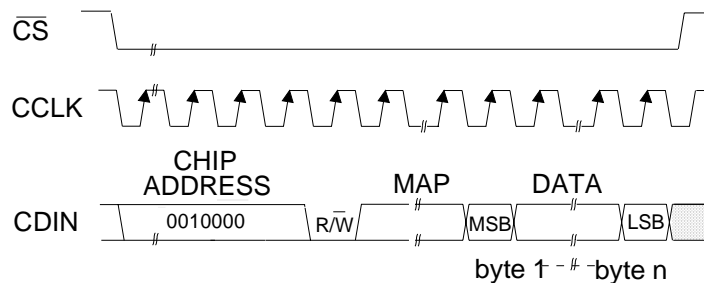 CS
CCLK
CHIP
ADDRESS
MAP
DATA
CDIN
0010000
R/W
MSB
LSB
byte 1
byte n